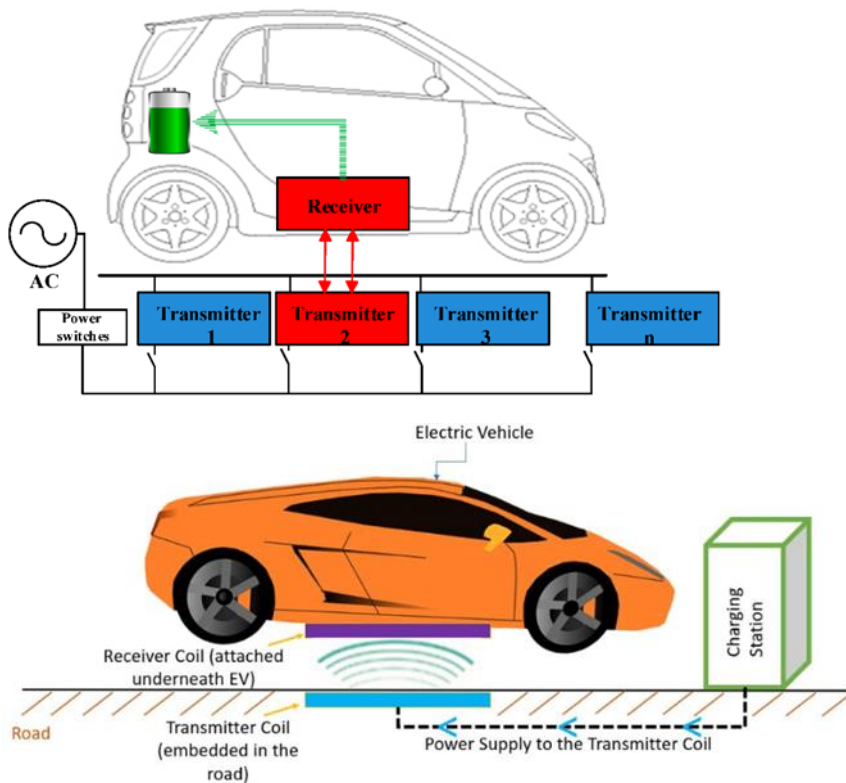 Receiver
AC
Power
switches
Transmitter
1
Transmitter
2
Transmitter
3
Transmitter
n
Electric Vehicle
Charging
Station
Receiver Coil (attached
underneath EV)
Road
Transmitter Coil
(embedded in the
road)
Power Supply to the Transmitter Coil